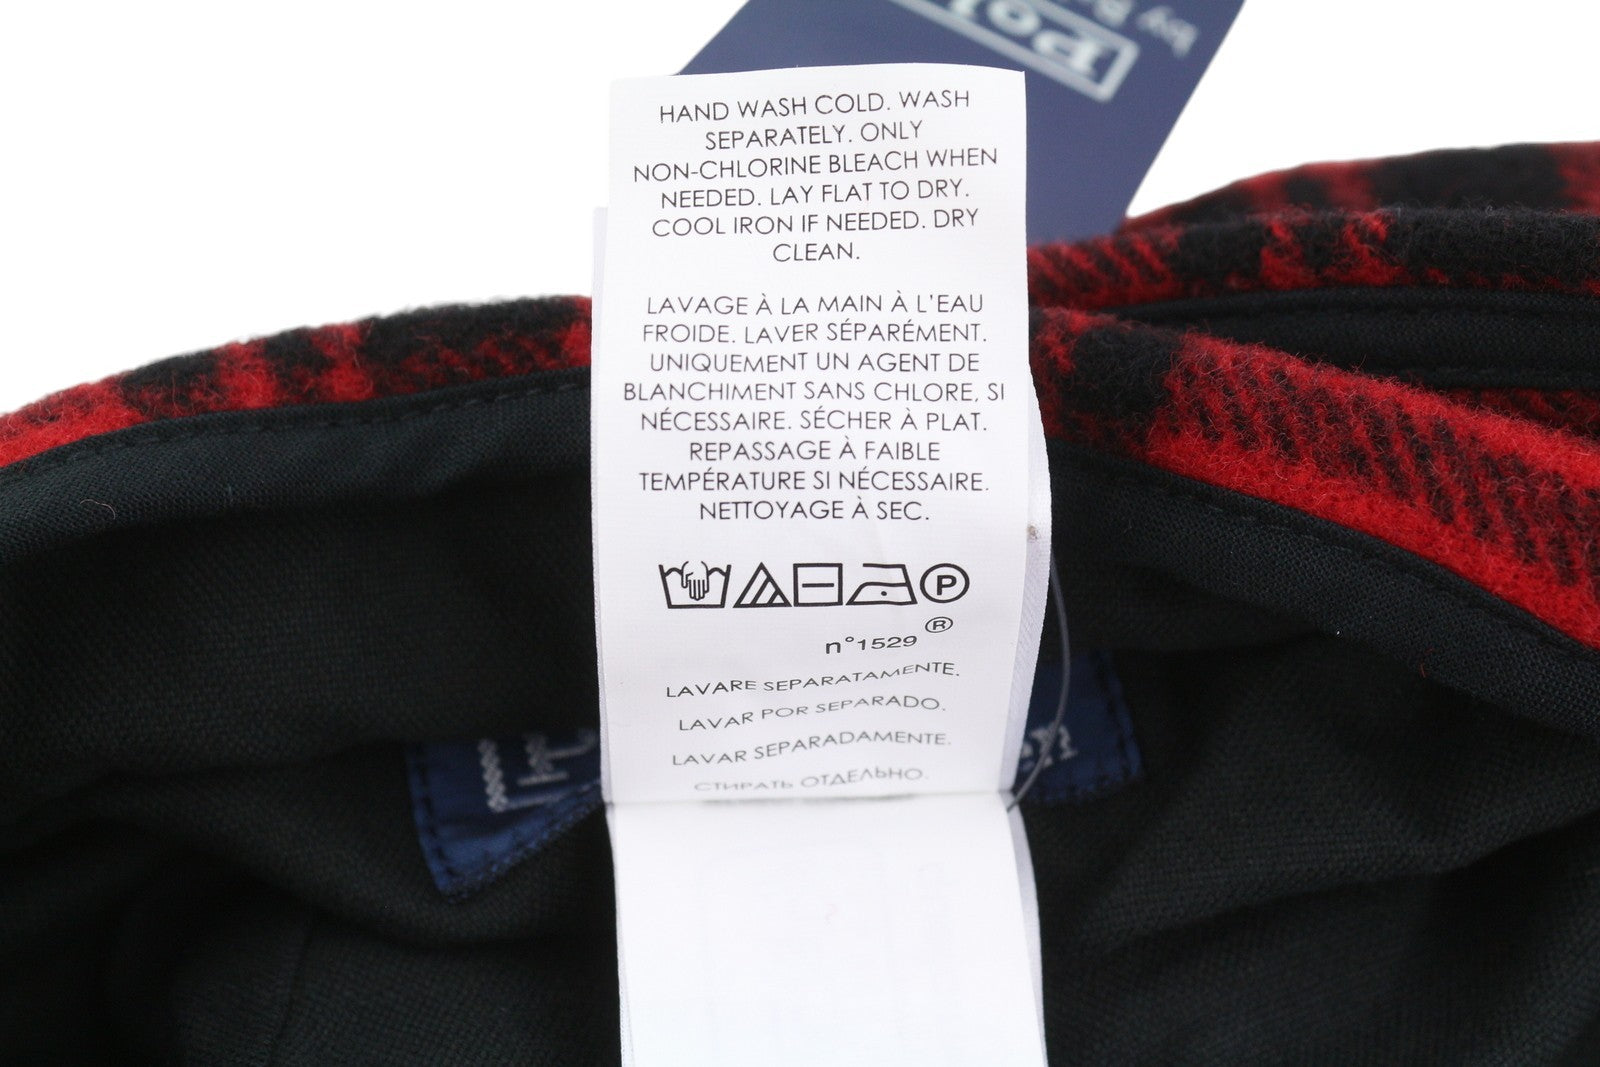 Po
by
HAND WASH COLD. WASH
SEPARATELY. ONLY
NON-CHLORINE BLEACH WHEN
NEEDED. LAY FLAT TO DRY.
COOL IRON IF NEEDED. DRY
CLEAN.
LAVAGE À LA MAIN À L'EAU
FROIDE. LAVER SÉPARÉMENT.
UNIQUEMENT UN AGENT DE
BLANCHIMENT SANS CHLORE, SI
NÉCESSAIRE. SÉCHER À PLAT.
REPASSAGE À FAIBLE
TEMPÉRATURE SI NÉCESSAIRE.
NETTOYAGE À SEC.
P
®
n°1529
LAVARE SEPARATAMENTE.
LAVAR POR SEPARADO.
LAVAR SEPARADAMENTE.
СТИРАТЬ ОТДЕЛЬНО.